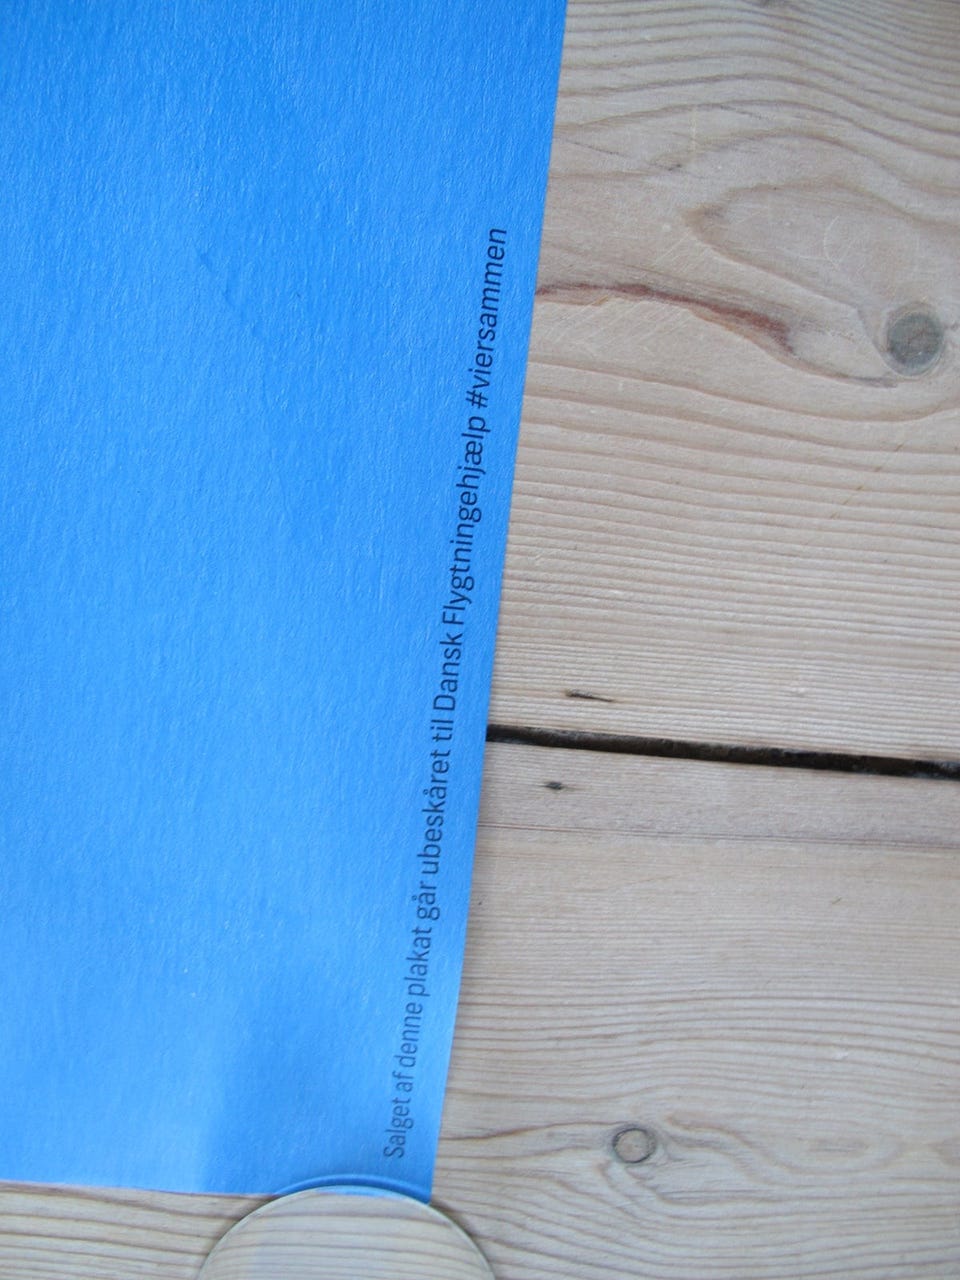 Salget af denne plakat går ubeskåret til Dansk Flygtningehjælp #viersammen